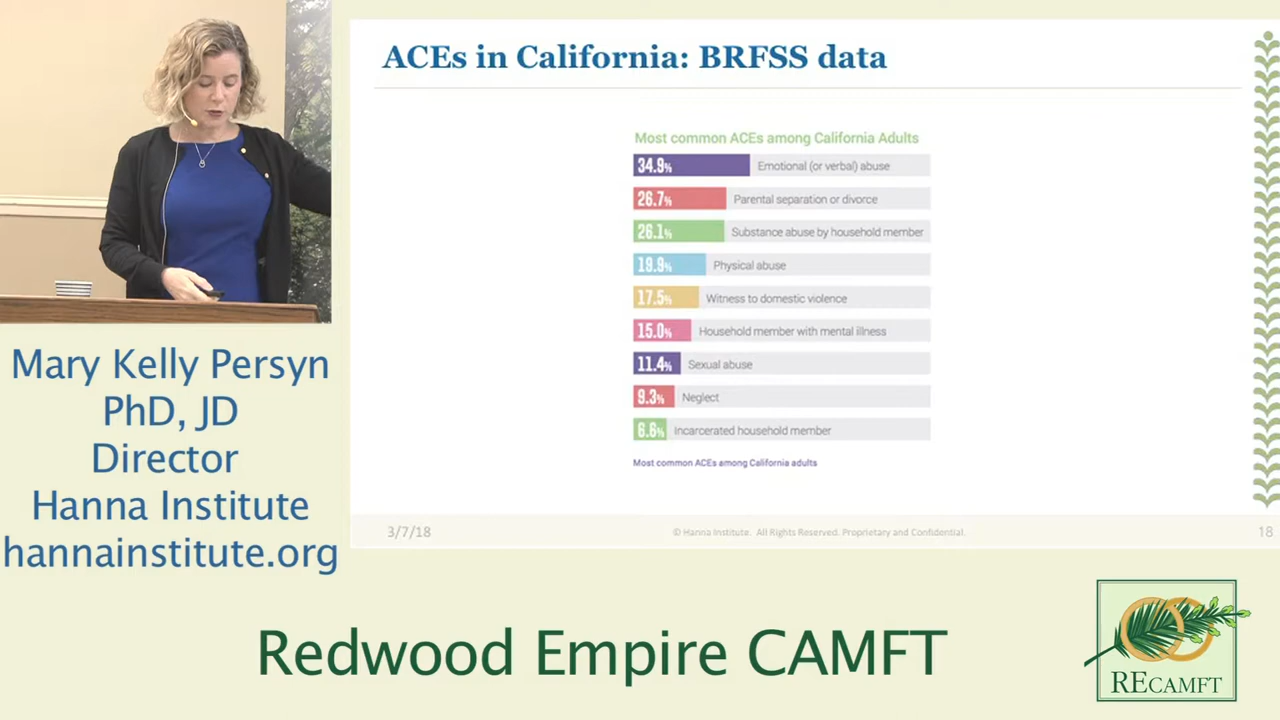 ACEs in California: BRFSS data
Most common ACEs among California Adults
34.9% Emotional (or verbal) abuse
26.7% Parental separation or divorce
26.1% Substance abuse by household member
19.9% Physical abuse
17.5% Witness to domestic violence
15.0% Household member with mental illness
11.4% Sexual abuse
9.3% Neglect
6.6% Incarcerated household member
Most common ACEs among California adults
3/7/18
© Hanna Institute. All Rights Reserved. Proprietary and Confidential.
18
Mary Kelly Persyn
PhD, JD
Director
Hanna Institute
hannainstitute.org
Redwood Empire CAMFT
RECAMFT